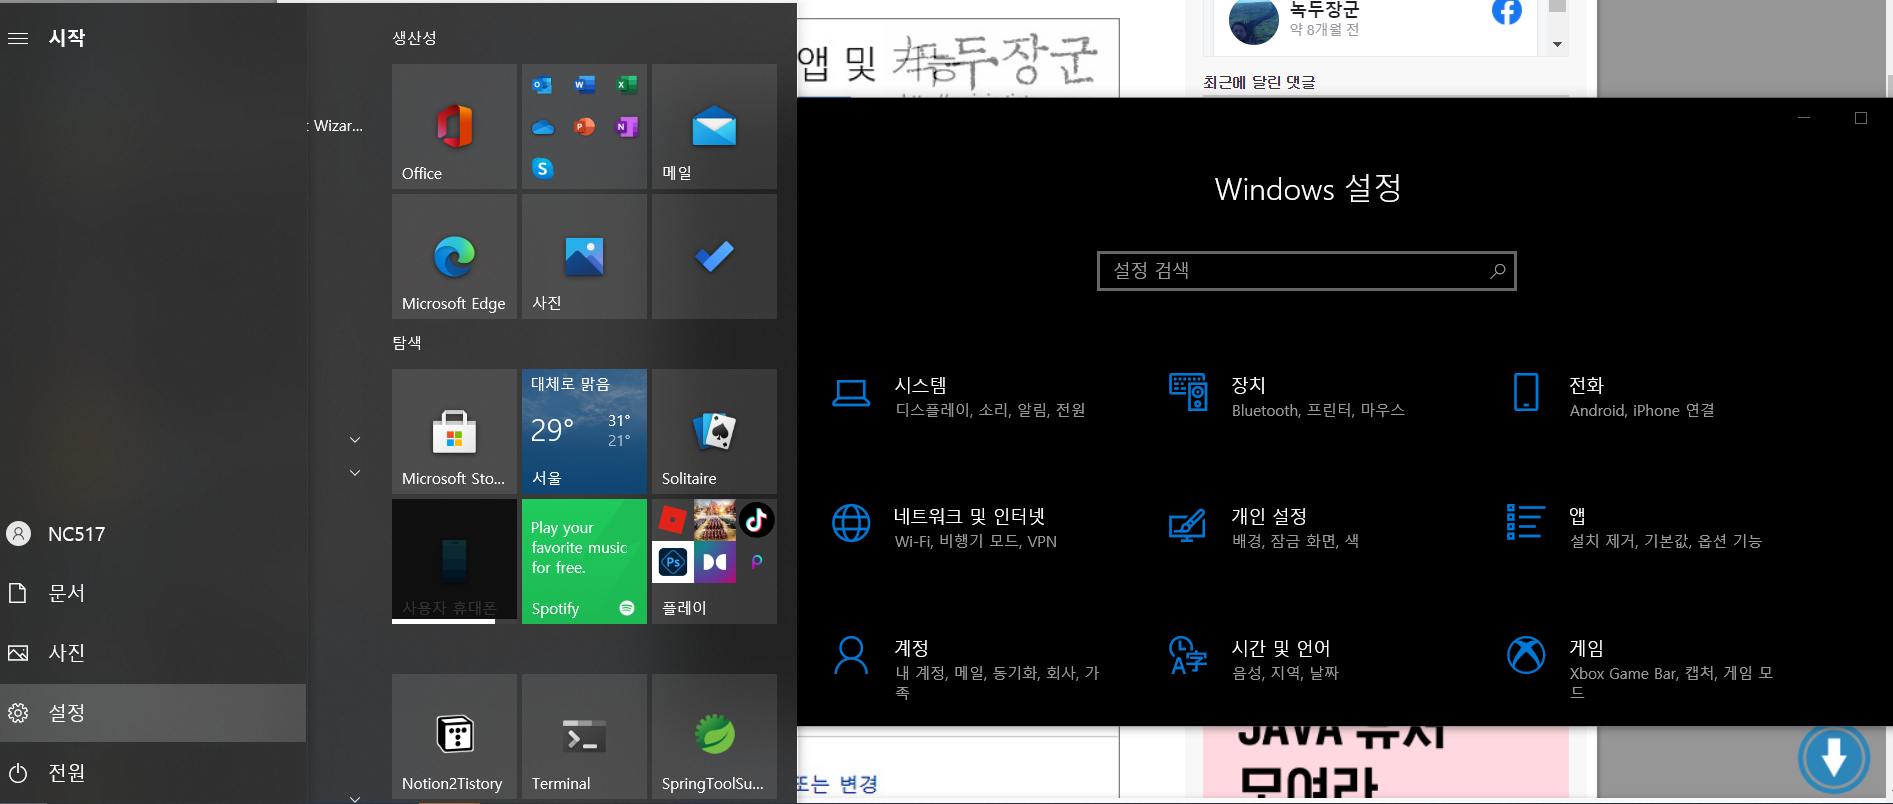 시작
: Wizar...
NC517
문서
사진
설정
전원
생산성
Office
메일
Microsoft Edge
사진
탐색
Microsoft Sto...
대체로 맑음
29°
31°
21°
서울
Solitaire
사용자 휴대폰
Play your
favorite music
for free.
Spotify
플레이
Notion2Tistory
Terminal
SpringToolSu...
앱 및 녹두장군
녹두장군
약 8개월 전
최근에 달린 댓글
Windows 설정
설정 검색
시스템
디스플레이, 소리, 알림, 전원
장치
Bluetooth, 프린터, 마우스
전화
Android, iPhone 연결
네트워크 및 인터넷
Wi-Fi, 비행기 모드, VPN
개인 설정
배경, 잠금 화면, 색
앱
설치 제거, 기본값, 옵션 기능
계정
내 계정, 메일, 동기화, 회사, 가
족
시간 및 언어
음성, 지역, 날짜
게임
Xbox Game Bar, 캡처, 게임 모
드
또는 변경
JAVA 유저
모여라